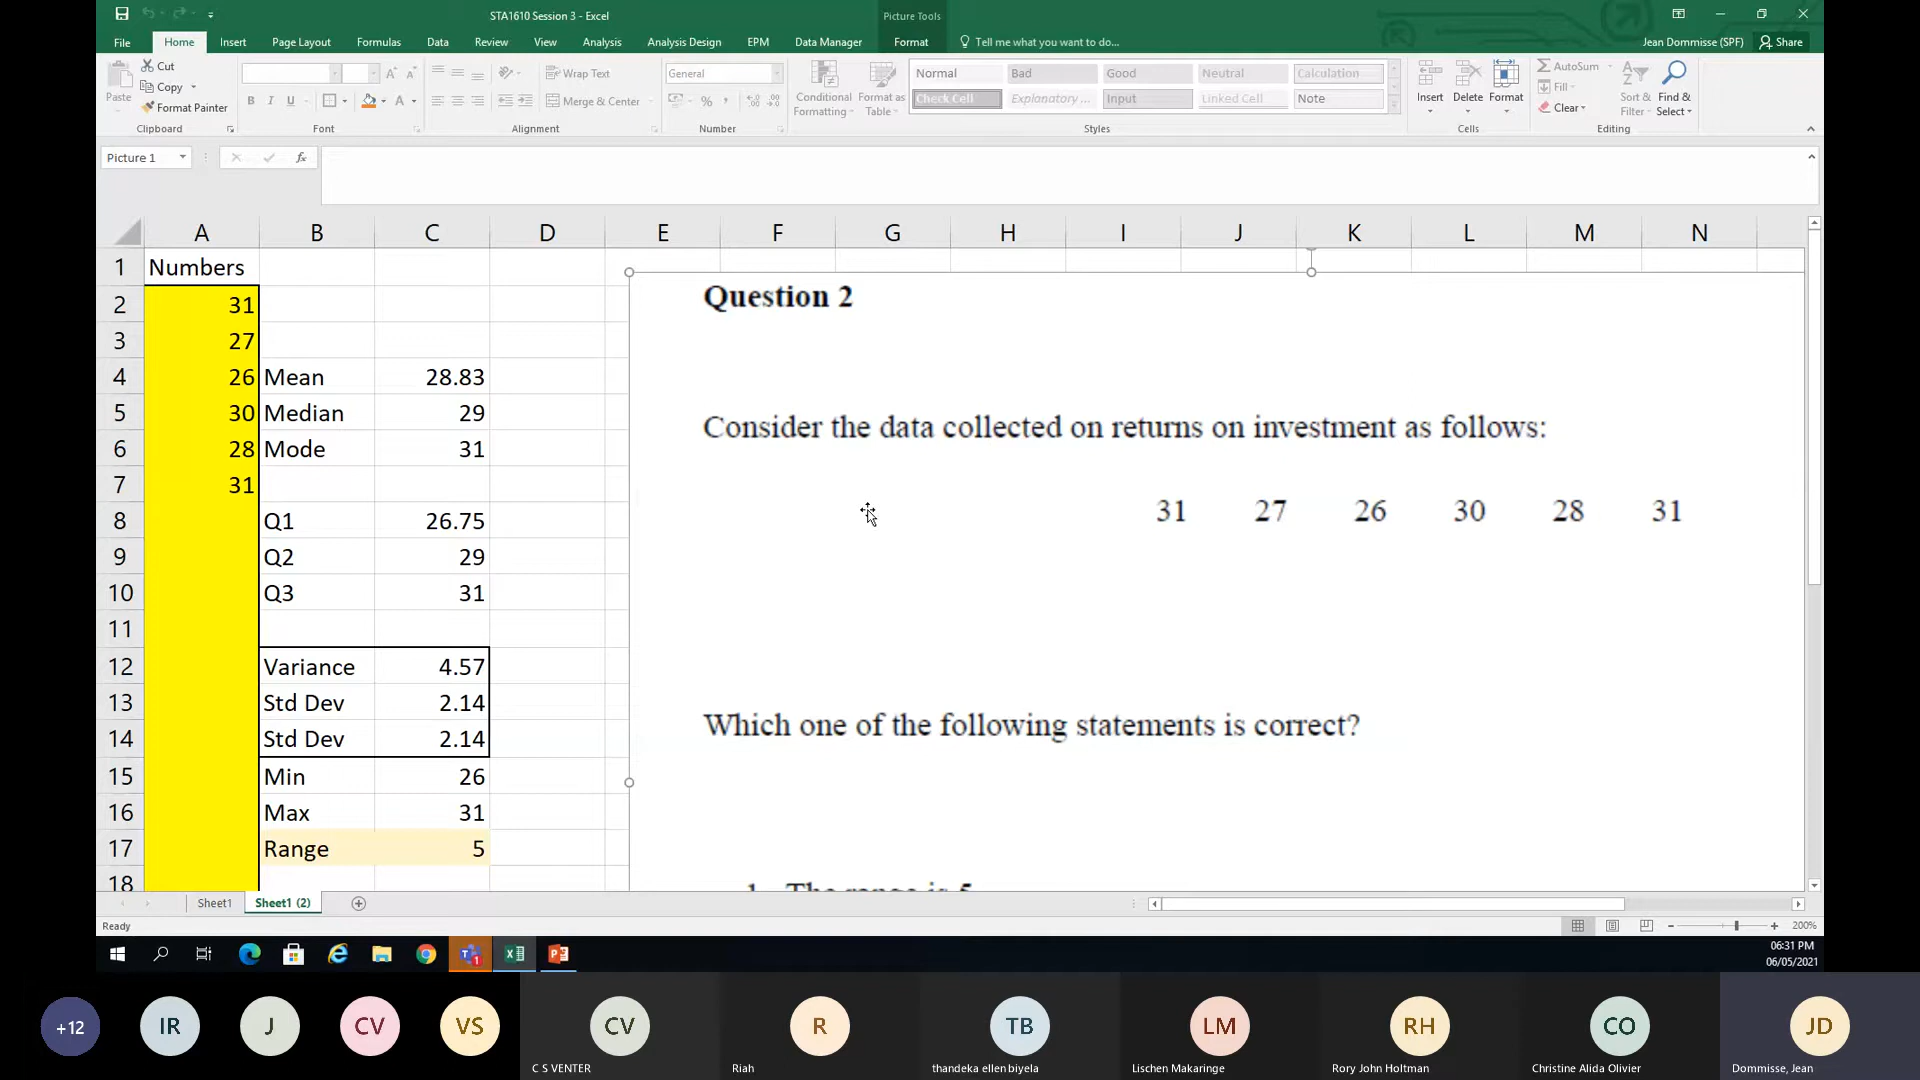 STA1610 Session 3 - Excel
Picture Tools
File Home Insert Page Layout Formulas Data Review View Analysis Analysis Design EPM Data Manager Format Tell me what you want to do... Jean Dommisse (SPF) Share
Paste Cut Copy Format Painter
B I U
Wrap Text
Merge & Center
General
%
Conditional Formatting
Format as Table
Normal Bad Good Neutral Calculation
Check Cell Explanatory ... Input Linked Cell Note
Insert Delete Format
AutoSum
Fill
Clear
Sort & Filter
Find & Select
Clipboard Font Alignment Number Styles Cells Editing
Picture 1
fx
A B C D E F G H I J K L M N
1 Numbers
2 31
3 27
4 26 Mean 28.83
5 30 Median 29
6 28 Mode 31
7 31
8 Q1 26.75
9 Q2 29
10 Q3 31
11
12 Variance 4.57
13 Std Dev 2.14
14 Std Dev 2.14
15 Min 26
16 Max 31
17 Range 5
18
Question 2
Consider the data collected on returns on investment as follows:
31 27 26 30 28 31
Which one of the following statements is correct?
1. The range is 5
Sheet1 Sheet1 (2)
Ready
200%
06:31 PM
06/05/2021
+12 IR J CV VS CV R TB LM RH CO JD
C S VENTER Riah thandeka ellen biyela Lischen Makaringe Rory John Holtman Christine Alida Olivier Dommisse, Jean